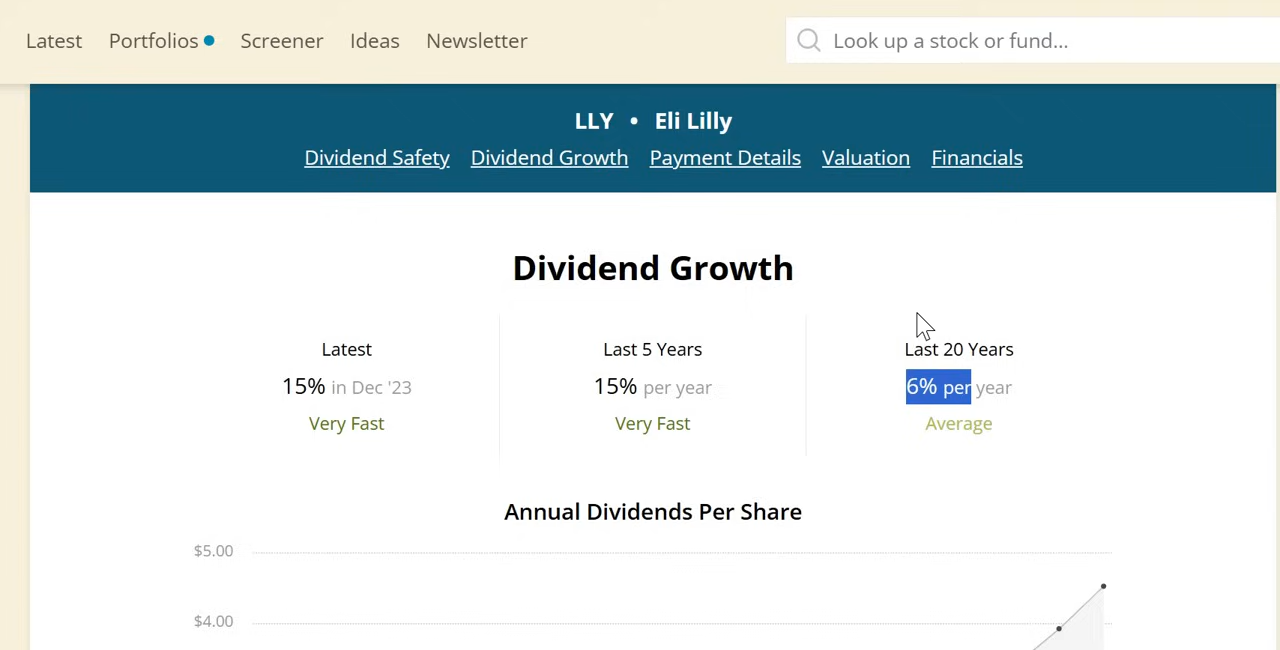 Latest Portfolios Screener Ideas Newsletter Look up a stock or fund...
LLY • Eli Lilly
Dividend Safety Dividend Growth Payment Details Valuation Financials
Dividend Growth
Latest Last 5 Years Last 20 Years
15% in Dec '23 15% per year 6% per year
Very Fast Very Fast Average
Annual Dividends Per Share
$5.00
$4.00